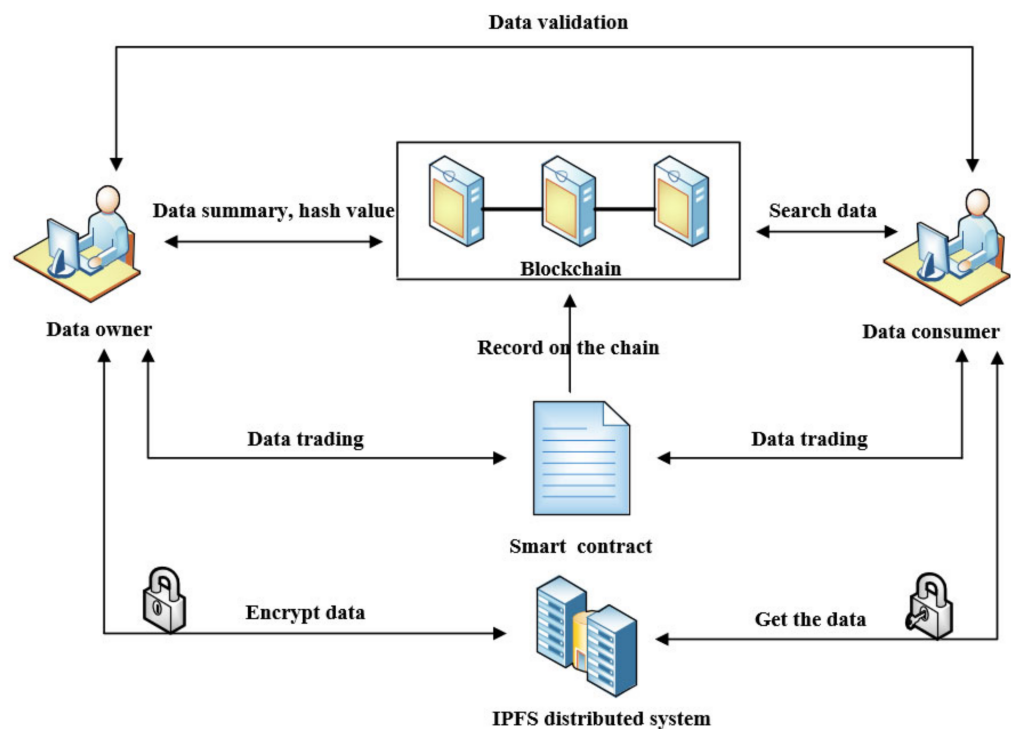 Data validation
Data summary, hash value
Search data
Blockchain
Data owner
Data consumer
Record on the chain
Data trading
Data trading
Smart contract
Encrypt data
Get the data
IPFS distributed system